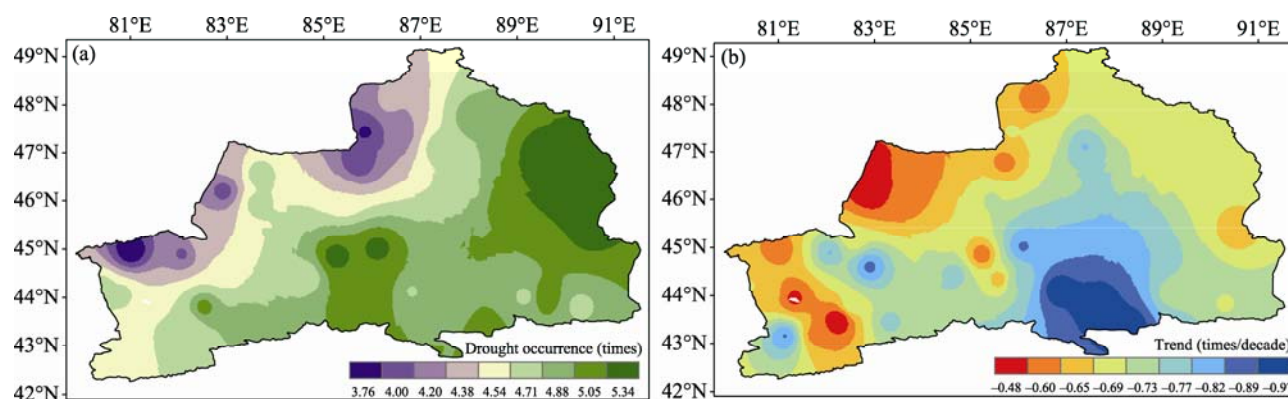 81°E 83°E 85°E 87°E 89°E 91°E
(a)
49°N
48°N
47°N
46°N
45°N
44°N
43°N
42°N
Drought occurrence (times)
3.76 4.00 4.20 4.38 4.54 4.71 4.88 5.05 5.34
81°E 83°E 85°E 87°E 89°E 91°E
(b)
49°N
48°N
47°N
46°N
45°N
44°N
43°N
42°N
Trend (times/decade)
−0.48 −0.60 −0.65 −0.69 −0.73 −0.77 −0.82 −0.89